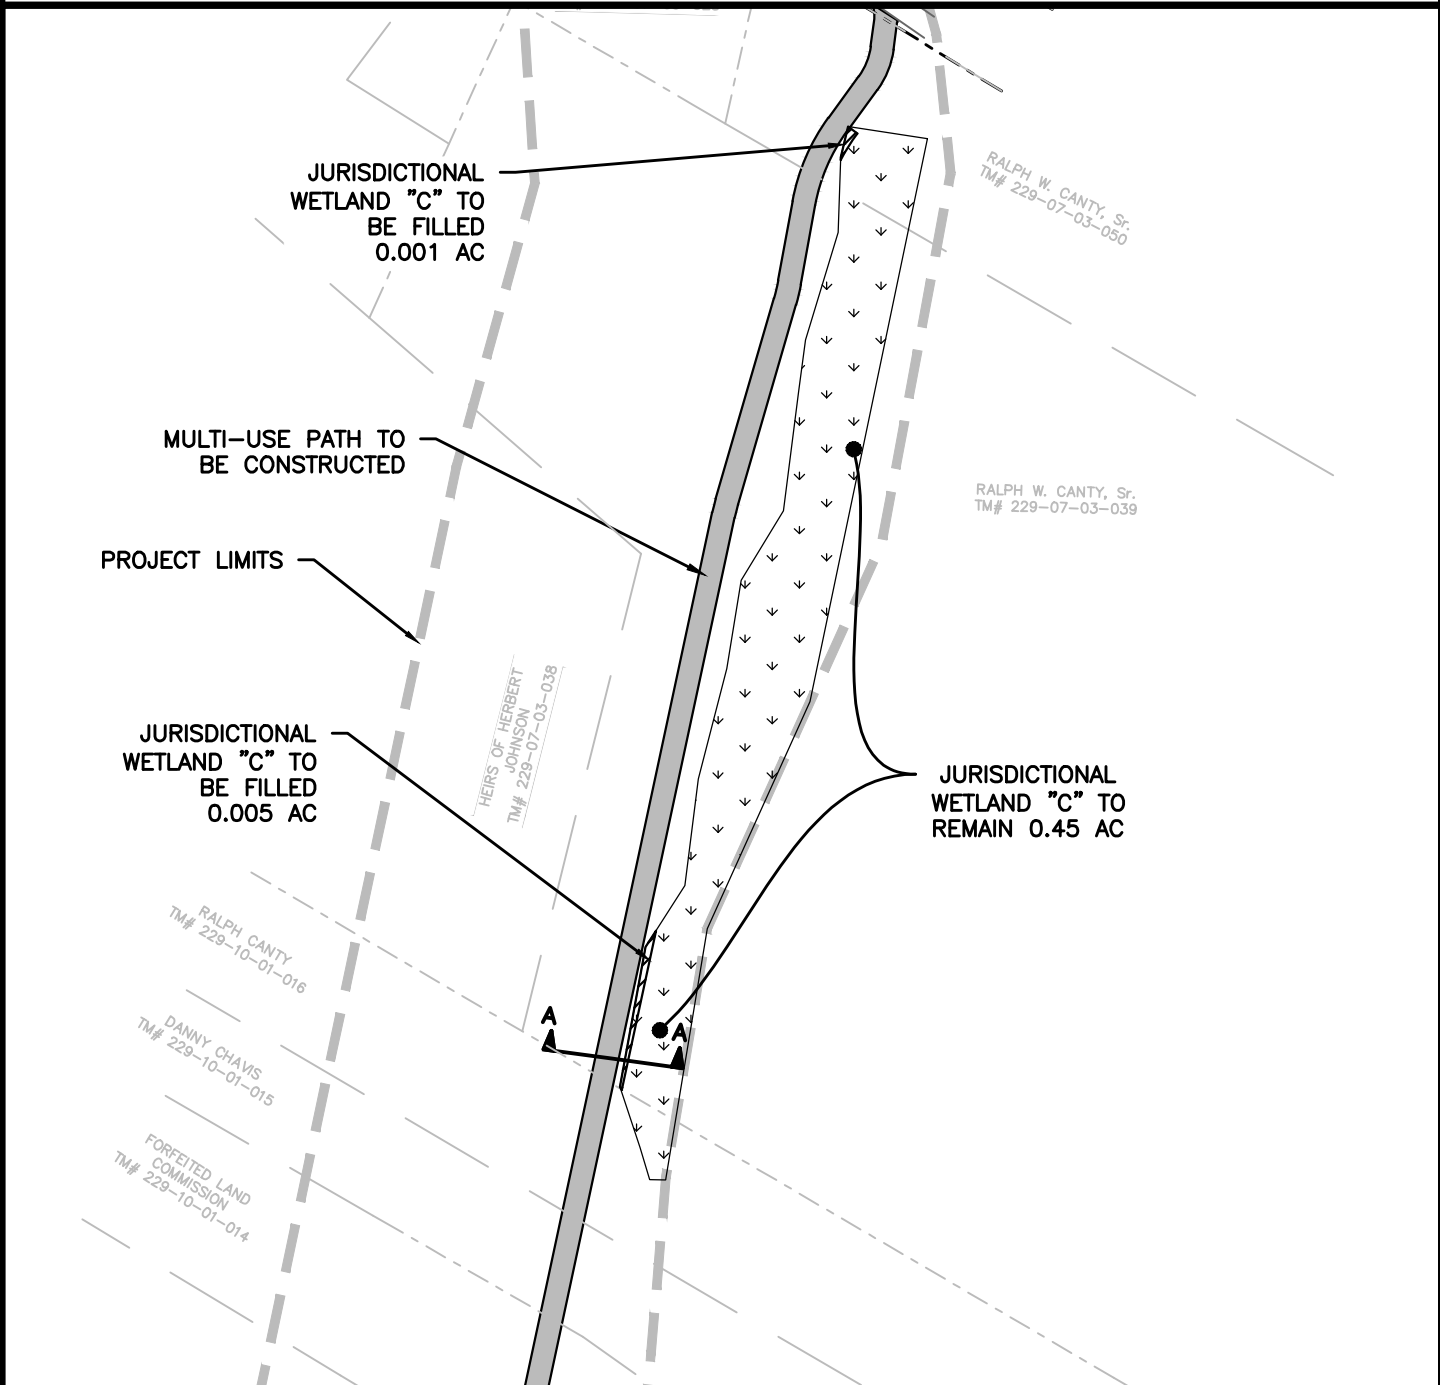 RALPH W. CANTY, Sr.
TM# 229-07-03-050
JURISDICTIONAL
WETLAND "C" TO
BE FILLED
0.001 AC
MULTI-USE PATH TO
BE CONSTRUCTED
RALPH W. CANTY, Sr.
TM# 229-07-03-039
PROJECT LIMITS
HEIRS OF HERBERT
JOHNSON
TM# 229-07-03-038
JURISDICTIONAL
WETLAND "C" TO
BE FILLED
0.005 AC
JURISDICTIONAL
WETLAND "C" TO
REMAIN 0.45 AC
RALPH CANTY
TM# 229-10-01-016
A
A
DANNY CHAVIS
TM# 229-10-01-015
FORFEITED LAND
COMMISSION
TM# 229-10-01-014